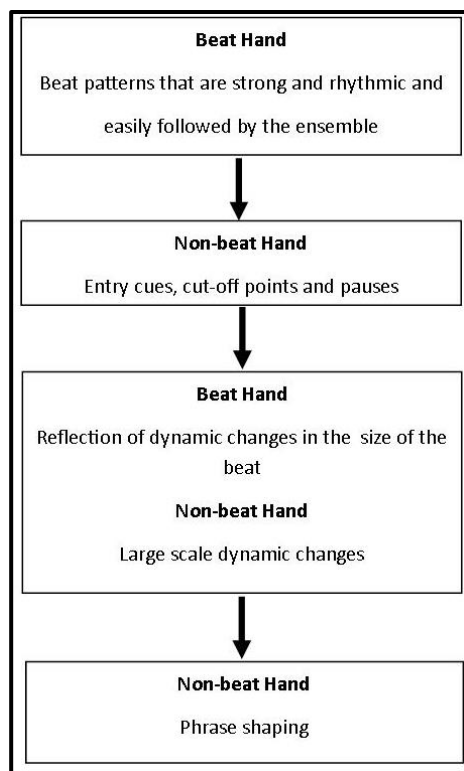 Beat Hand
Beat patterns that are strong and rhythmic and
easily followed by the ensemble
Non-beat Hand
Entry cues, cut-off points and pauses
Beat Hand
Reflection of dynamic changes in the size of the
beat
Non-beat Hand
Large scale dynamic changes
Non-beat Hand
Phrase shaping